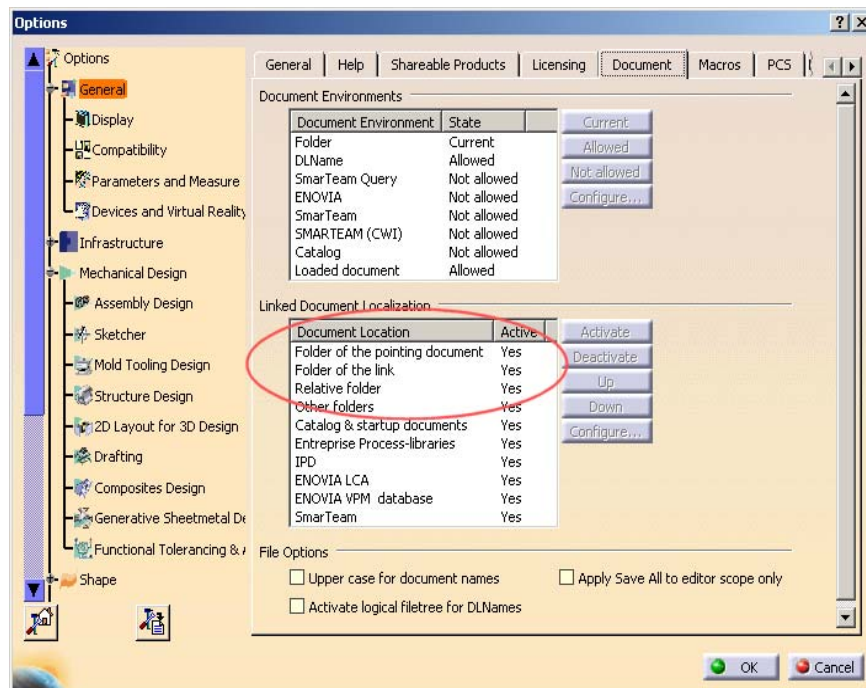 Options
Options
General
Display
Compatibility
Parameters and Measure
Devices and Virtual Reality
Infrastructure
Mechanical Design
Assembly Design
Sketcher
Mold Tooling Design
Structure Design
2D Layout for 3D Design
Drafting
Composites Design
Generative Sheetmetal De
Functional Tolerancing &
Shape
General Help Shareable Products Licensing Document Macros PCS
Document Environments
Document Environment State
Folder Current
DLName Allowed
SmarTeam Query Not allowed
ENOVIA Not allowed
SmarTeam Not allowed
SMARTEAM (CWI) Not allowed
Catalog Not allowed
Loaded document Allowed
Current
Allowed
Not allowed
Configure...
Linked Document Localization
Document Location Active
Folder of the pointing document Yes
Folder of the link Yes
Relative folder Yes
Other folders Yes
Catalog & startup documents Yes
Entreprise Process-libraries Yes
IPD Yes
ENOVIA LCA Yes
ENOVIA VPM database Yes
SmarTeam Yes
Activate
Deactivate
Up
Down
Configure...
File Options
Upper case for document names
Apply Save All to editor scope only
Activate logical filetree for DLNames
OK Cancel